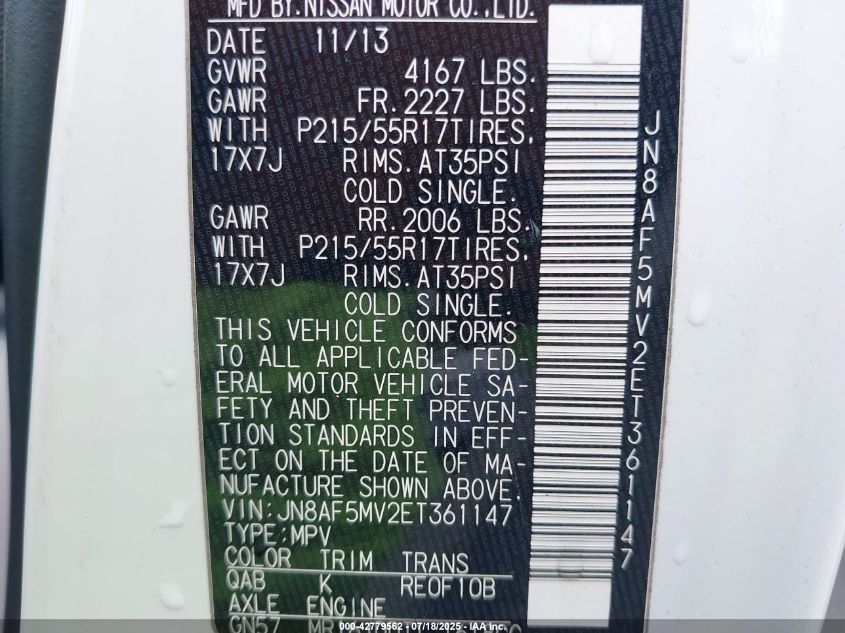 MFD BY.NISSAN MOTOR CO.,LTD.
DATE 11/13
GVWR 4167 LBS.
GAWR FR.2227 LBS.
WITH P215/55R17TIRES,
17X7J RIMS.AT35PSI
COLD SINGLE.
GAWR RR.2006 LBS.
WITH P215/55R17TIRES,
17X7J RIMS.AT35PSI
COLD SINGLE.
THIS VEHICLE CONFORMS
TO ALL APPLICABLE FED-
ERAL MOTOR VEHICLE SA-
FETY AND THEFT PREVEN-
TION STANDARDS IN EFF-
ECT ON THE DATE OF MA-
NUFACTURE SHOWN ABOVE.
VIN:JN8AF5MV2ET361147
TYPE:MPV
COLOR TRIM TRANS
QAB K RE0F10B
AXLE ENGINE
GN57 MR
JN8AF5MV2ET361147
000-42779562 - 07/18/2025 - IAA Inc.